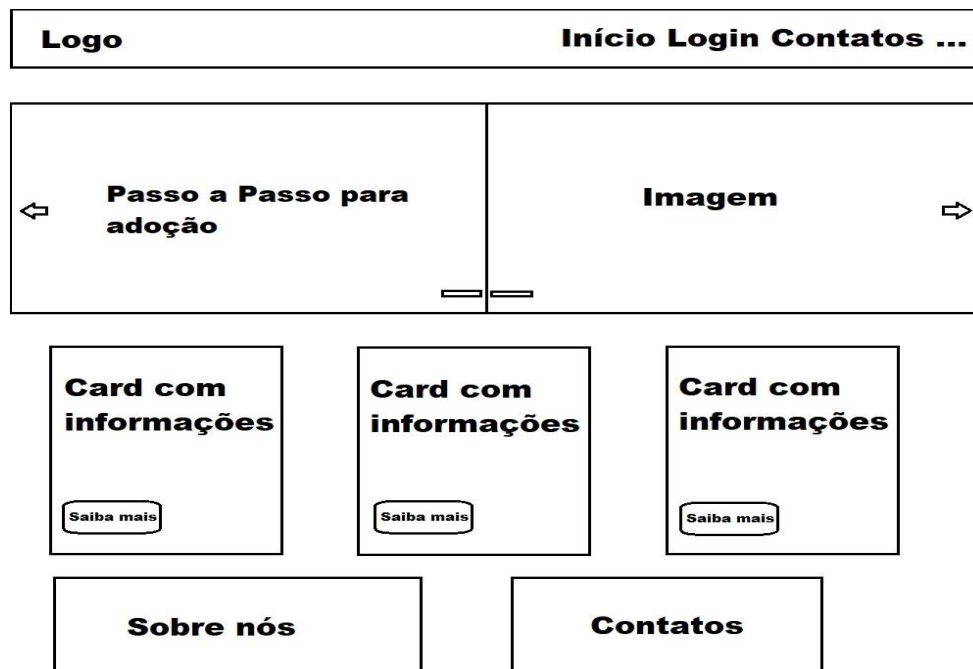 Logo
Início Login Contatos ...
Passo a Passo para
adoção
Imagem
Card com
informações
Saiba mais
Card com
informações
Saiba mais
Card com
informações
Saiba mais
Sobre nós
Contatos